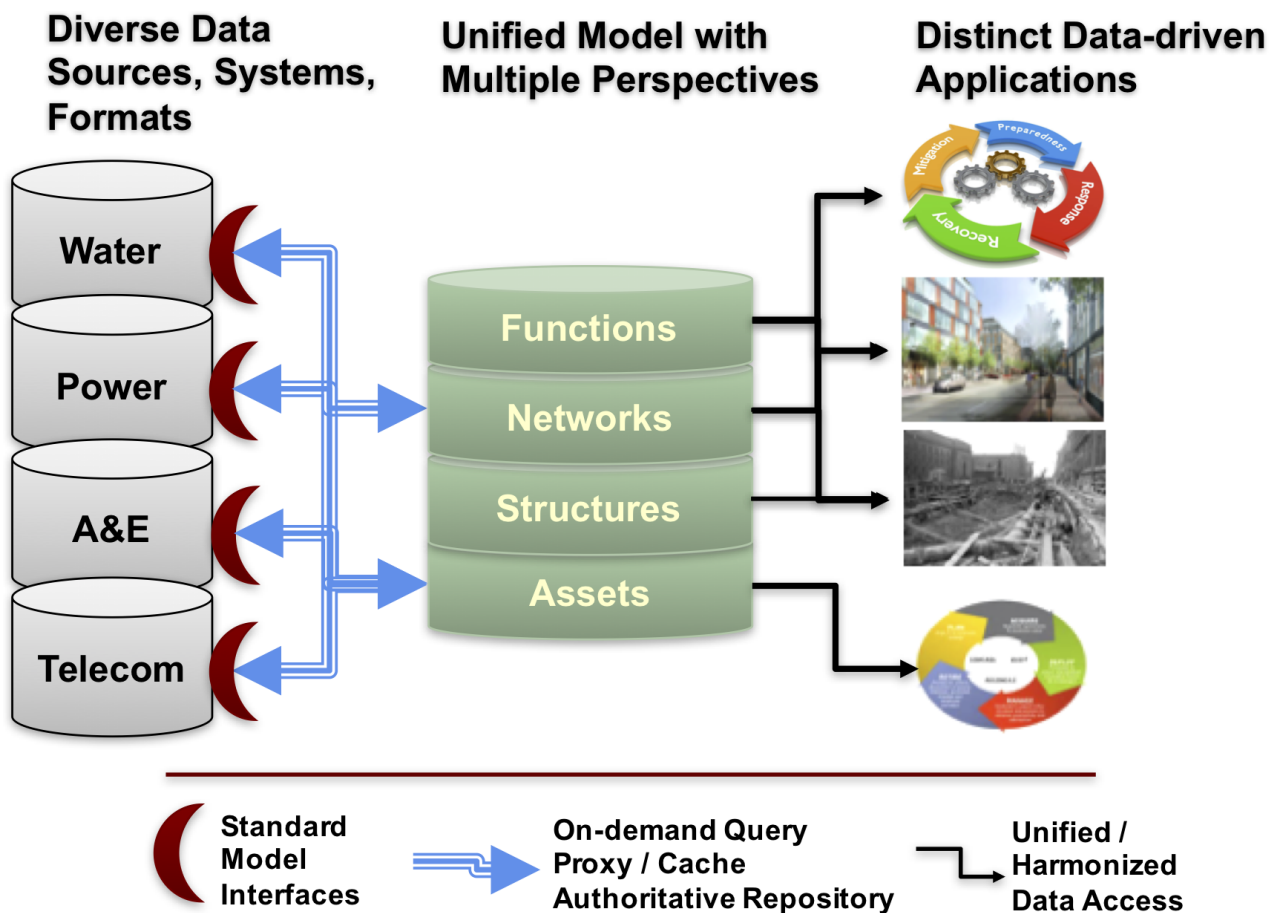 Diverse Data
Sources, Systems,
Formats
Unified Model with
Multiple Perspectives
Distinct Data-driven
Applications
Water
Power
A&E
Telecom
Functions
Networks
Structures
Assets
Mitigation
Preparedness
Response
Recovery
Standard
Model
Interfaces
On-demand Query
Proxy / Cache
Authoritative Repository
Unified /
Harmonized
Data Access